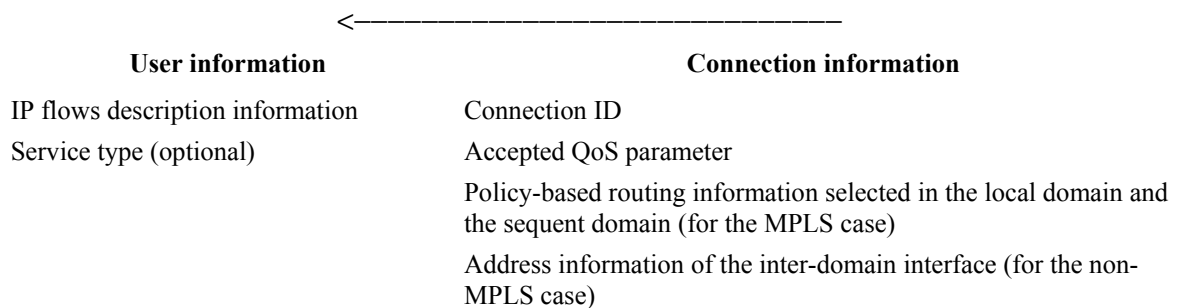 User information Connection information
IP flows description information Connection ID
Service type (optional) Accepted QoS parameter
Policy-based routing information selected in the local domain and
the sequent domain (for the MPLS case)
Address information of the inter-domain interface (for the non-
MPLS case)